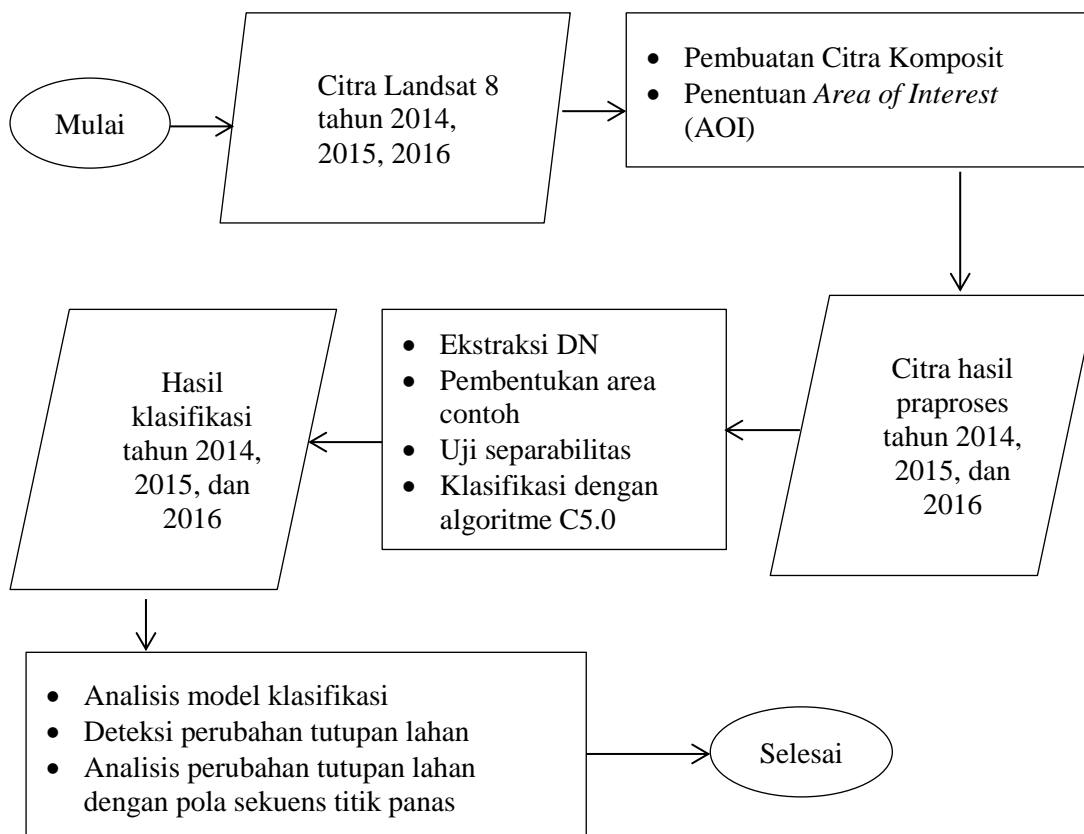 Mulai
Citra Landsat 8
tahun 2014,
2015, 2016
• Pembuatan Citra Komposit
• Penentuan Area of Interest
(AOI)
Citra hasil
praproses
tahun 2014,
2015, dan
2016
• Ekstraksi DN
• Pembentukan area
contoh
• Uji separabilitas
• Klasifikasi dengan
algoritme C5.0
Hasil
klasifikasi
tahun 2014,
2015, dan
2016
• Analisis model klasifikasi
• Deteksi perubahan tutupan lahan
• Analisis perubahan tutupan lahan
dengan pola sekuens titik panas
Selesai